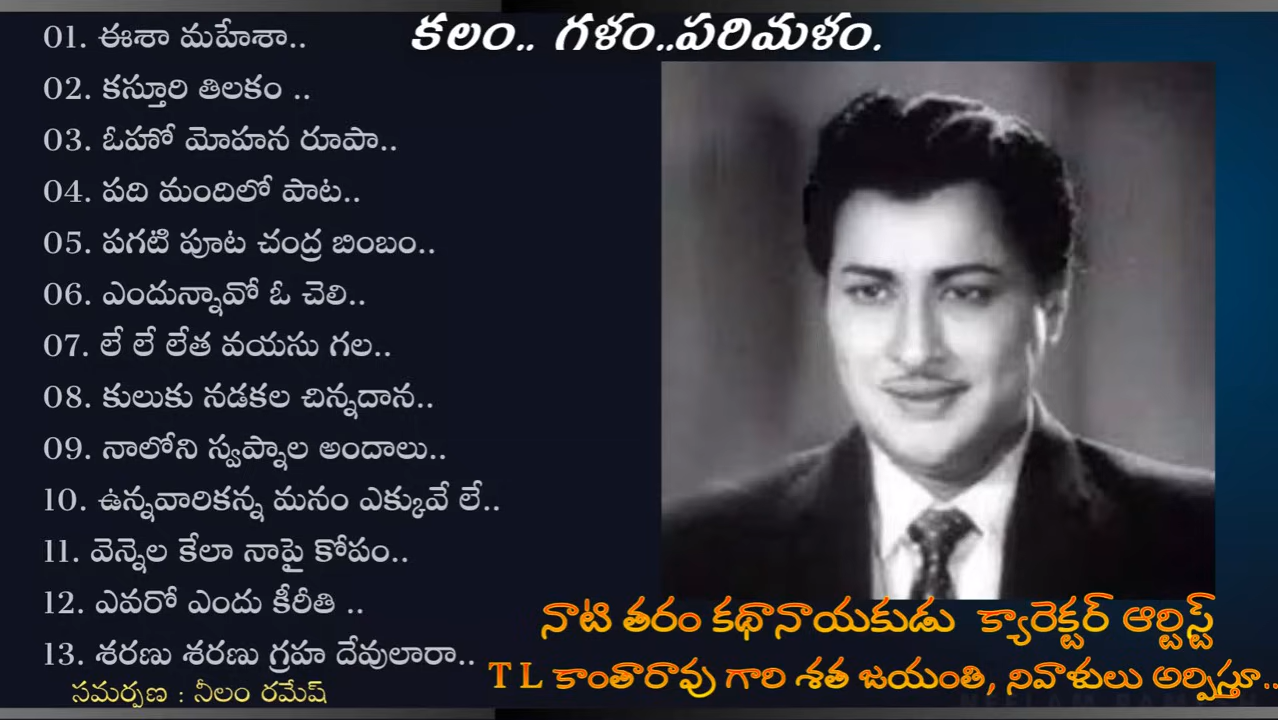 కలం.. గళం..పరిమళం.
01. ఈశా మహేశా..
02. కస్తూరి తిలకం ..
03. ఓహో మోహన రూపా..
04. పది మందిలో పాట..
05. పగటి పూట చంద్ర బింబం..
06. ఎందున్నావో ఓ చెలి..
07. లే లే లేత వయసు గల..
08. కులుకు నడకల చిన్నదాన..
09. నాలోని స్వప్నాల అందాలు..
10. ఉన్నవారికన్న మనం ఎక్కువే లే..
11. వెన్నెల కేలా నాపై కోపం..
12. ఎవరో ఎందు కీరీతి ..
13. శరణు శరణు గ్రహ దేవులారా..
సమర్పణ : నీలం రమేష్
నాటి తరం కథానాయకుడు క్యారెక్టర్ ఆర్టిస్ట్
T L కాంతారావు గారి శత జయంతి, నివాళులు అర్పిస్తూ..